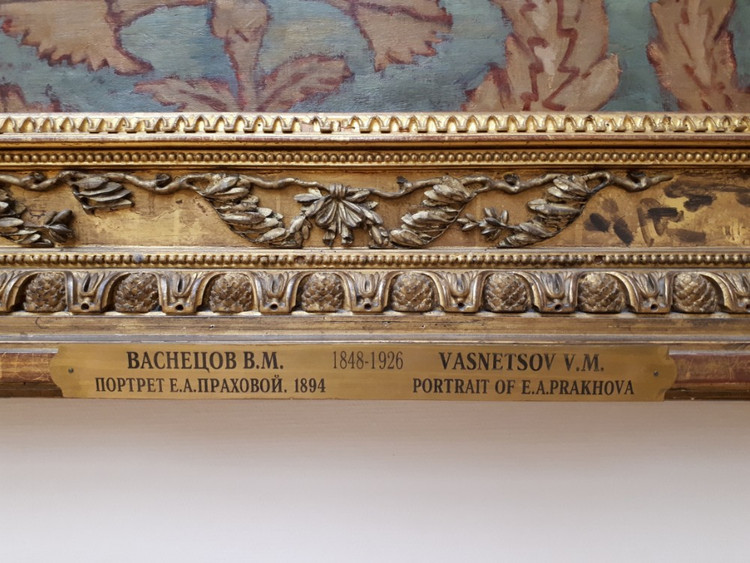 ВАСНЕЦОВ В.М. 1848-1926 VASNETSOV V.M.
ПОРТРЕТ Е.А.ПРАХОВОЙ. 1894 PORTRAIT OF E.A.PRAKHOVA